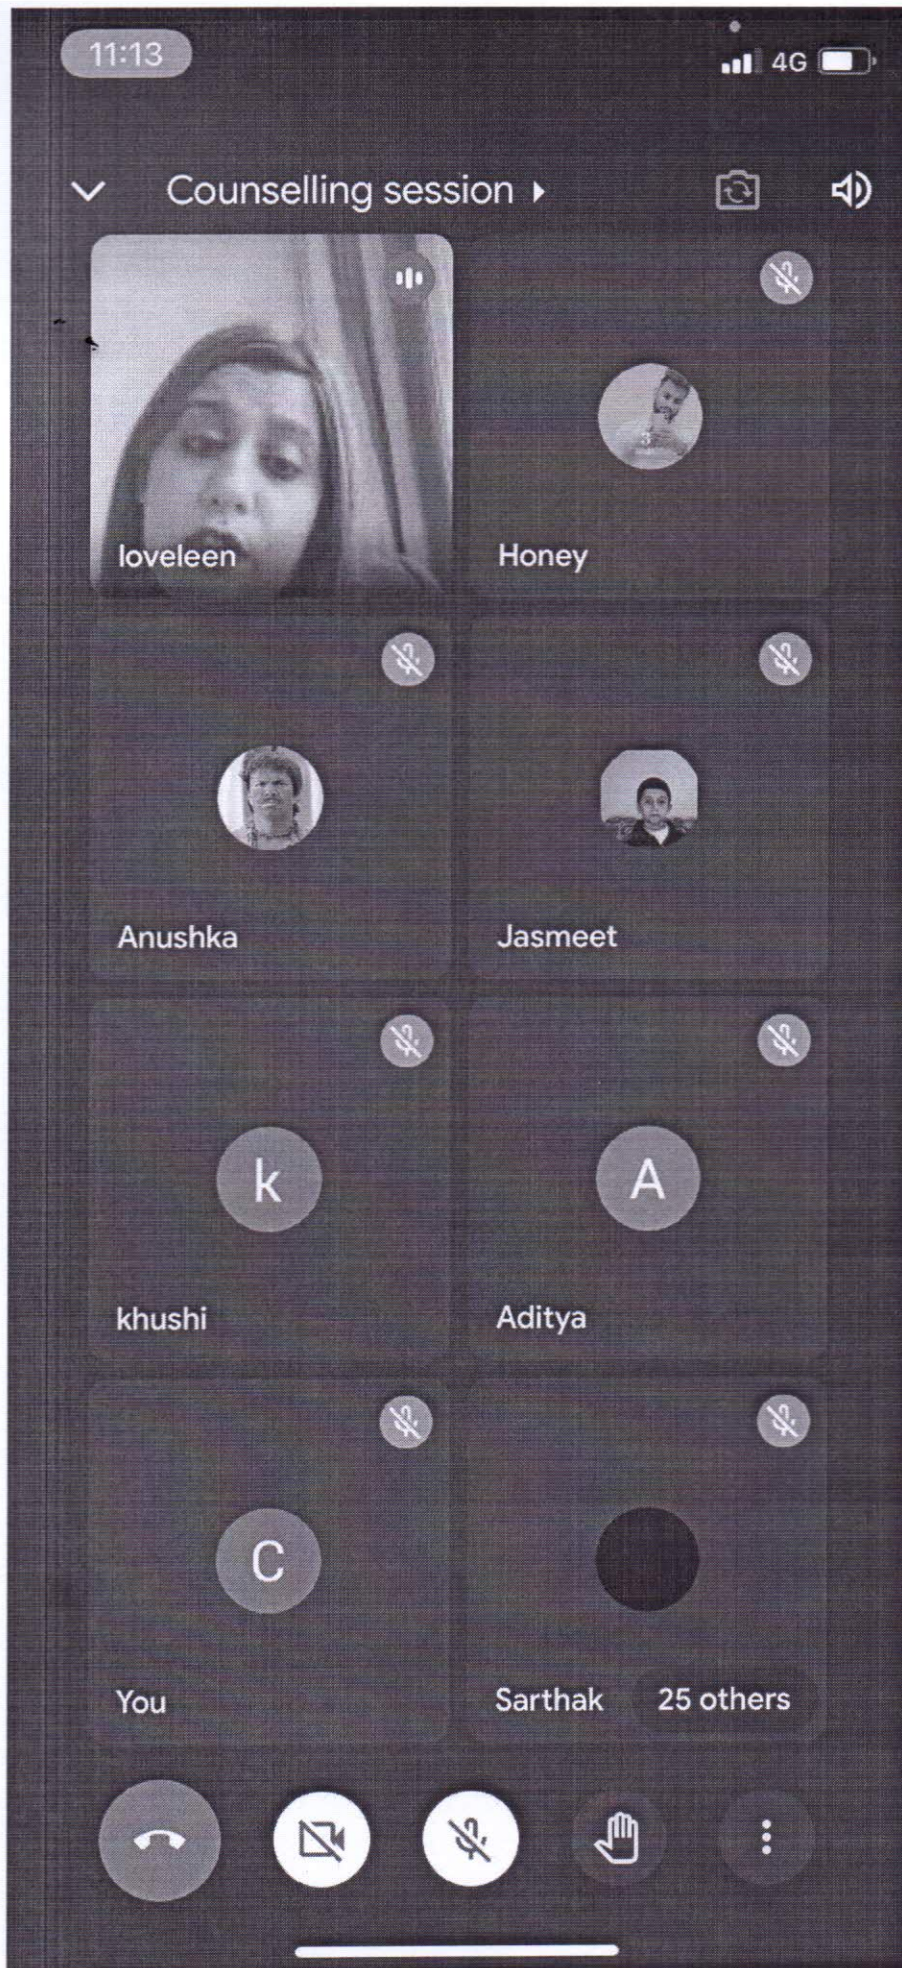 11:13
4G
Counselling session
loveleen
Honey
Anushka
Jasmeet
k
A
khushi
Aditya
C
You
Sarthak
25 others